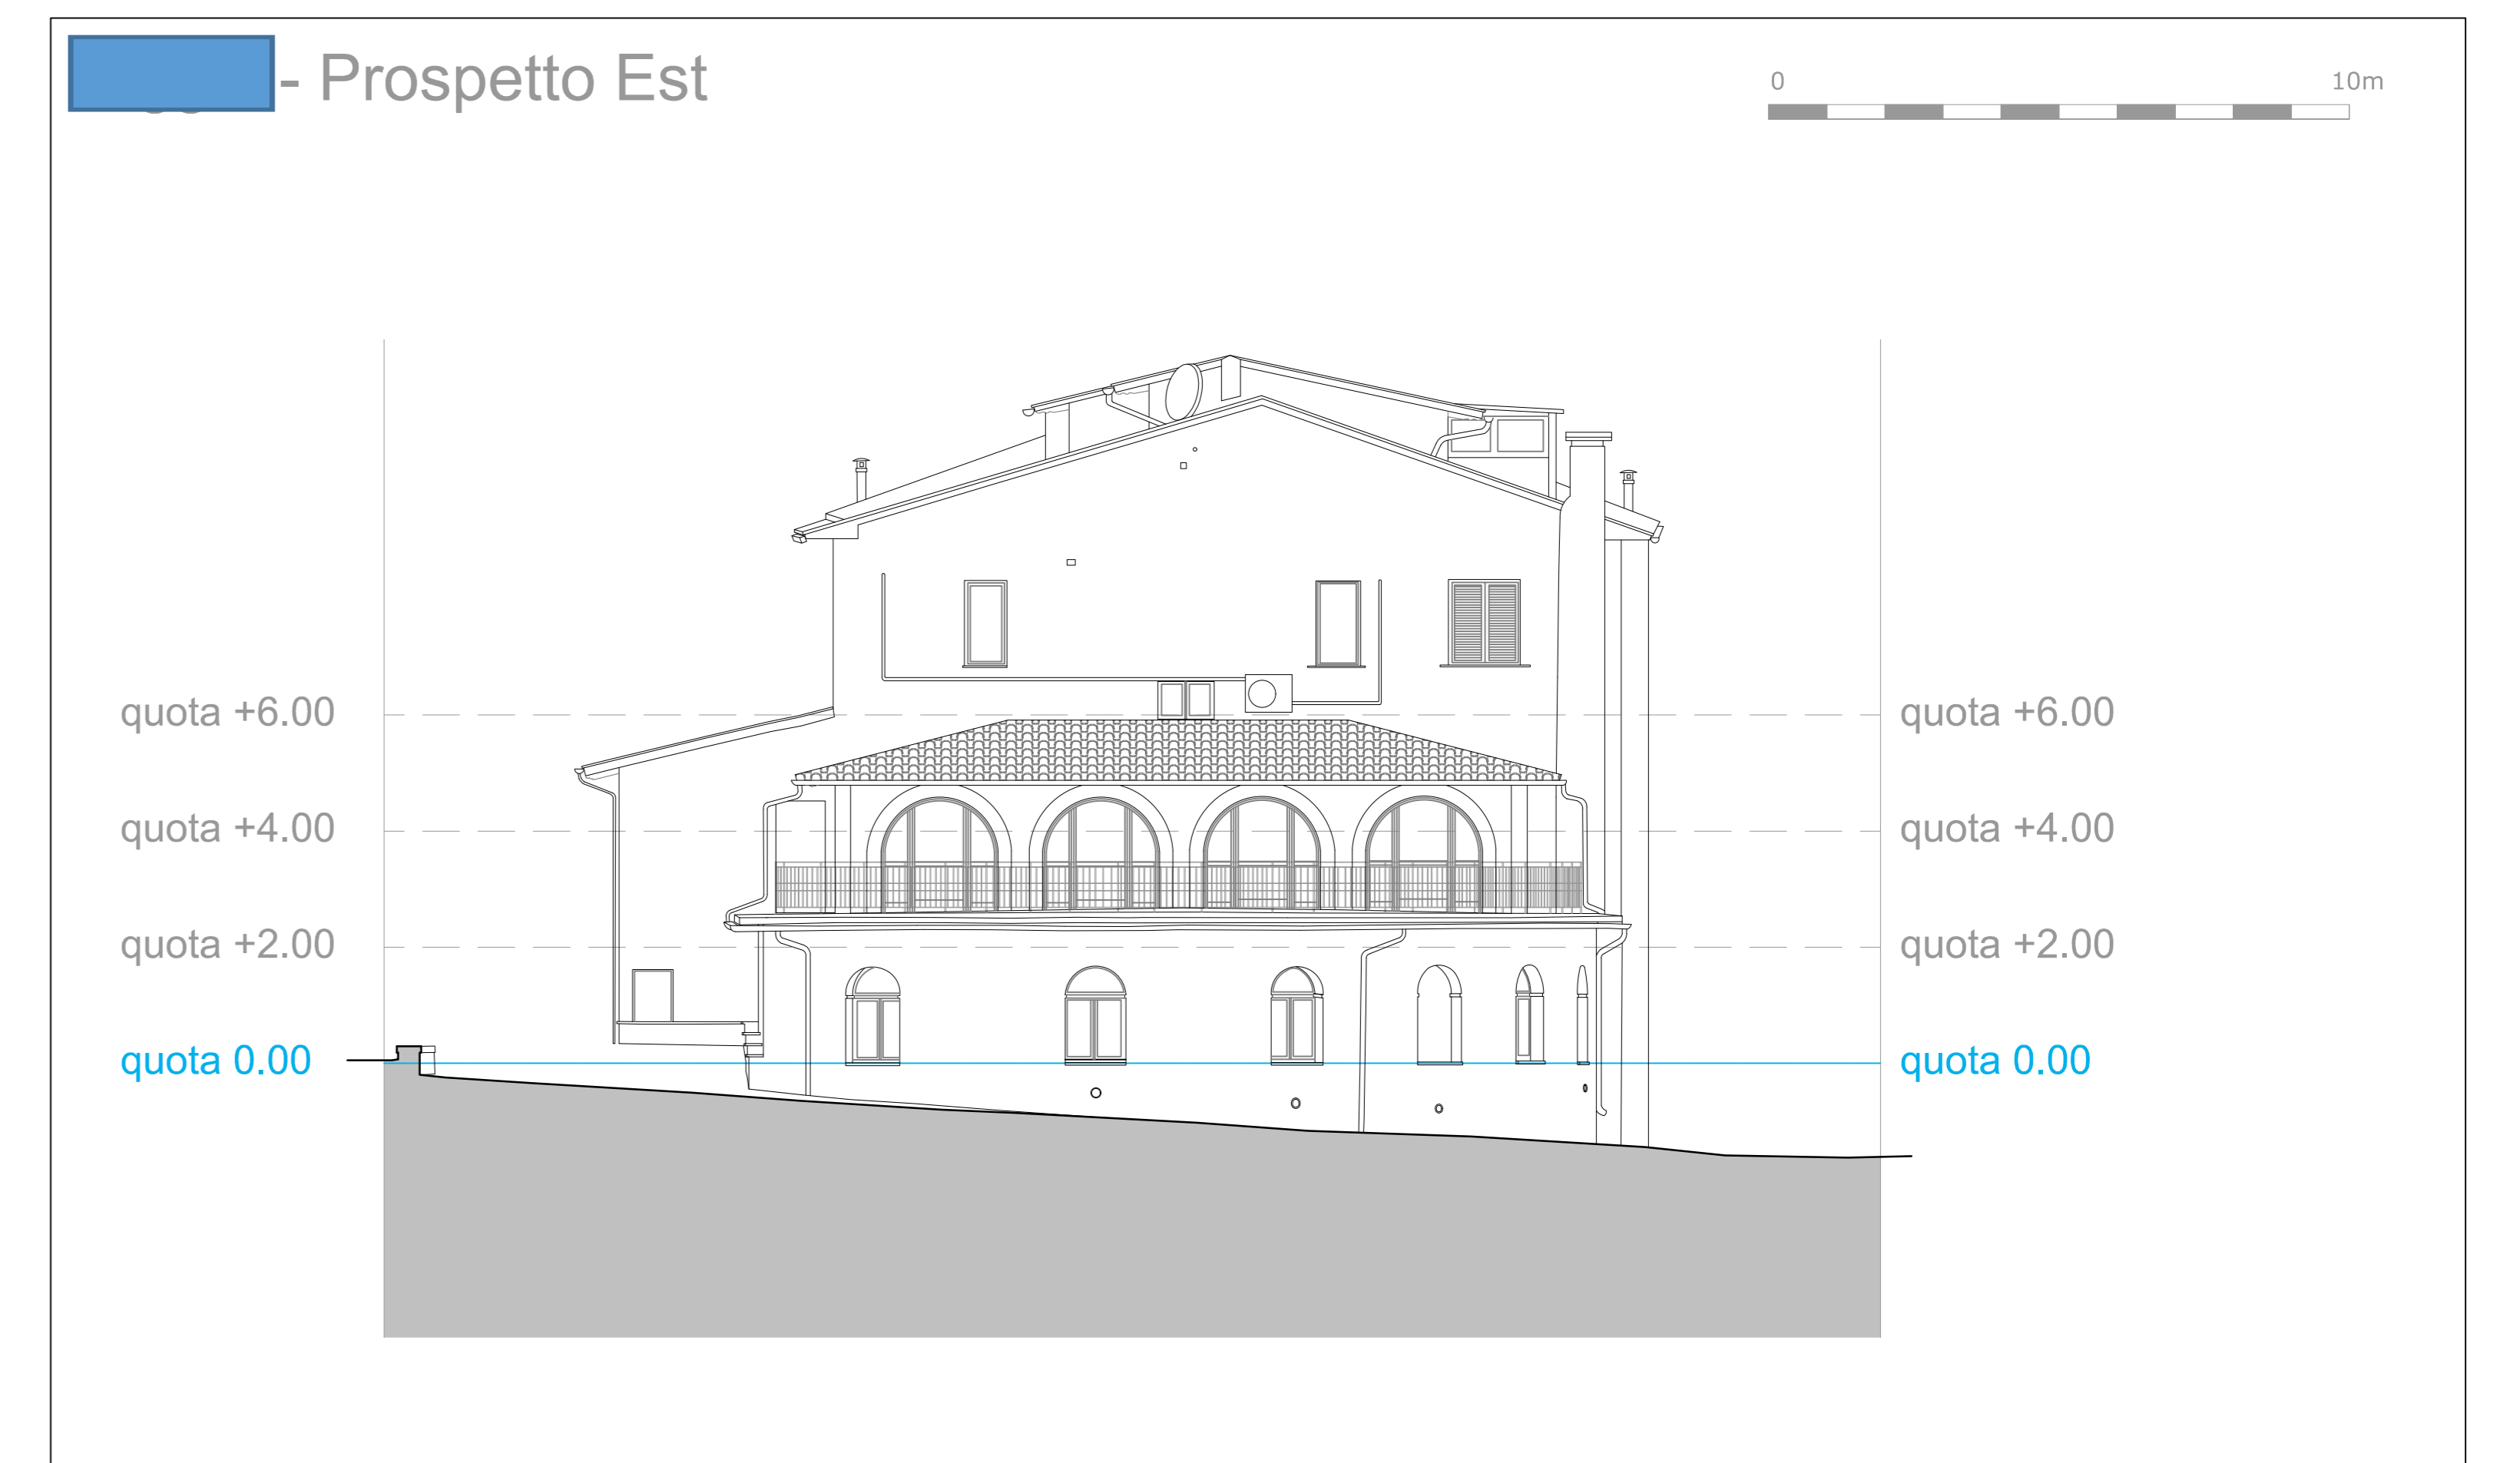 - Prospetto Est
0 10m
quota +6.00 quota +6.00
quota +4.00 quota +4.00
quota +2.00 quota +2.00
quota 0.00 quota 0.00